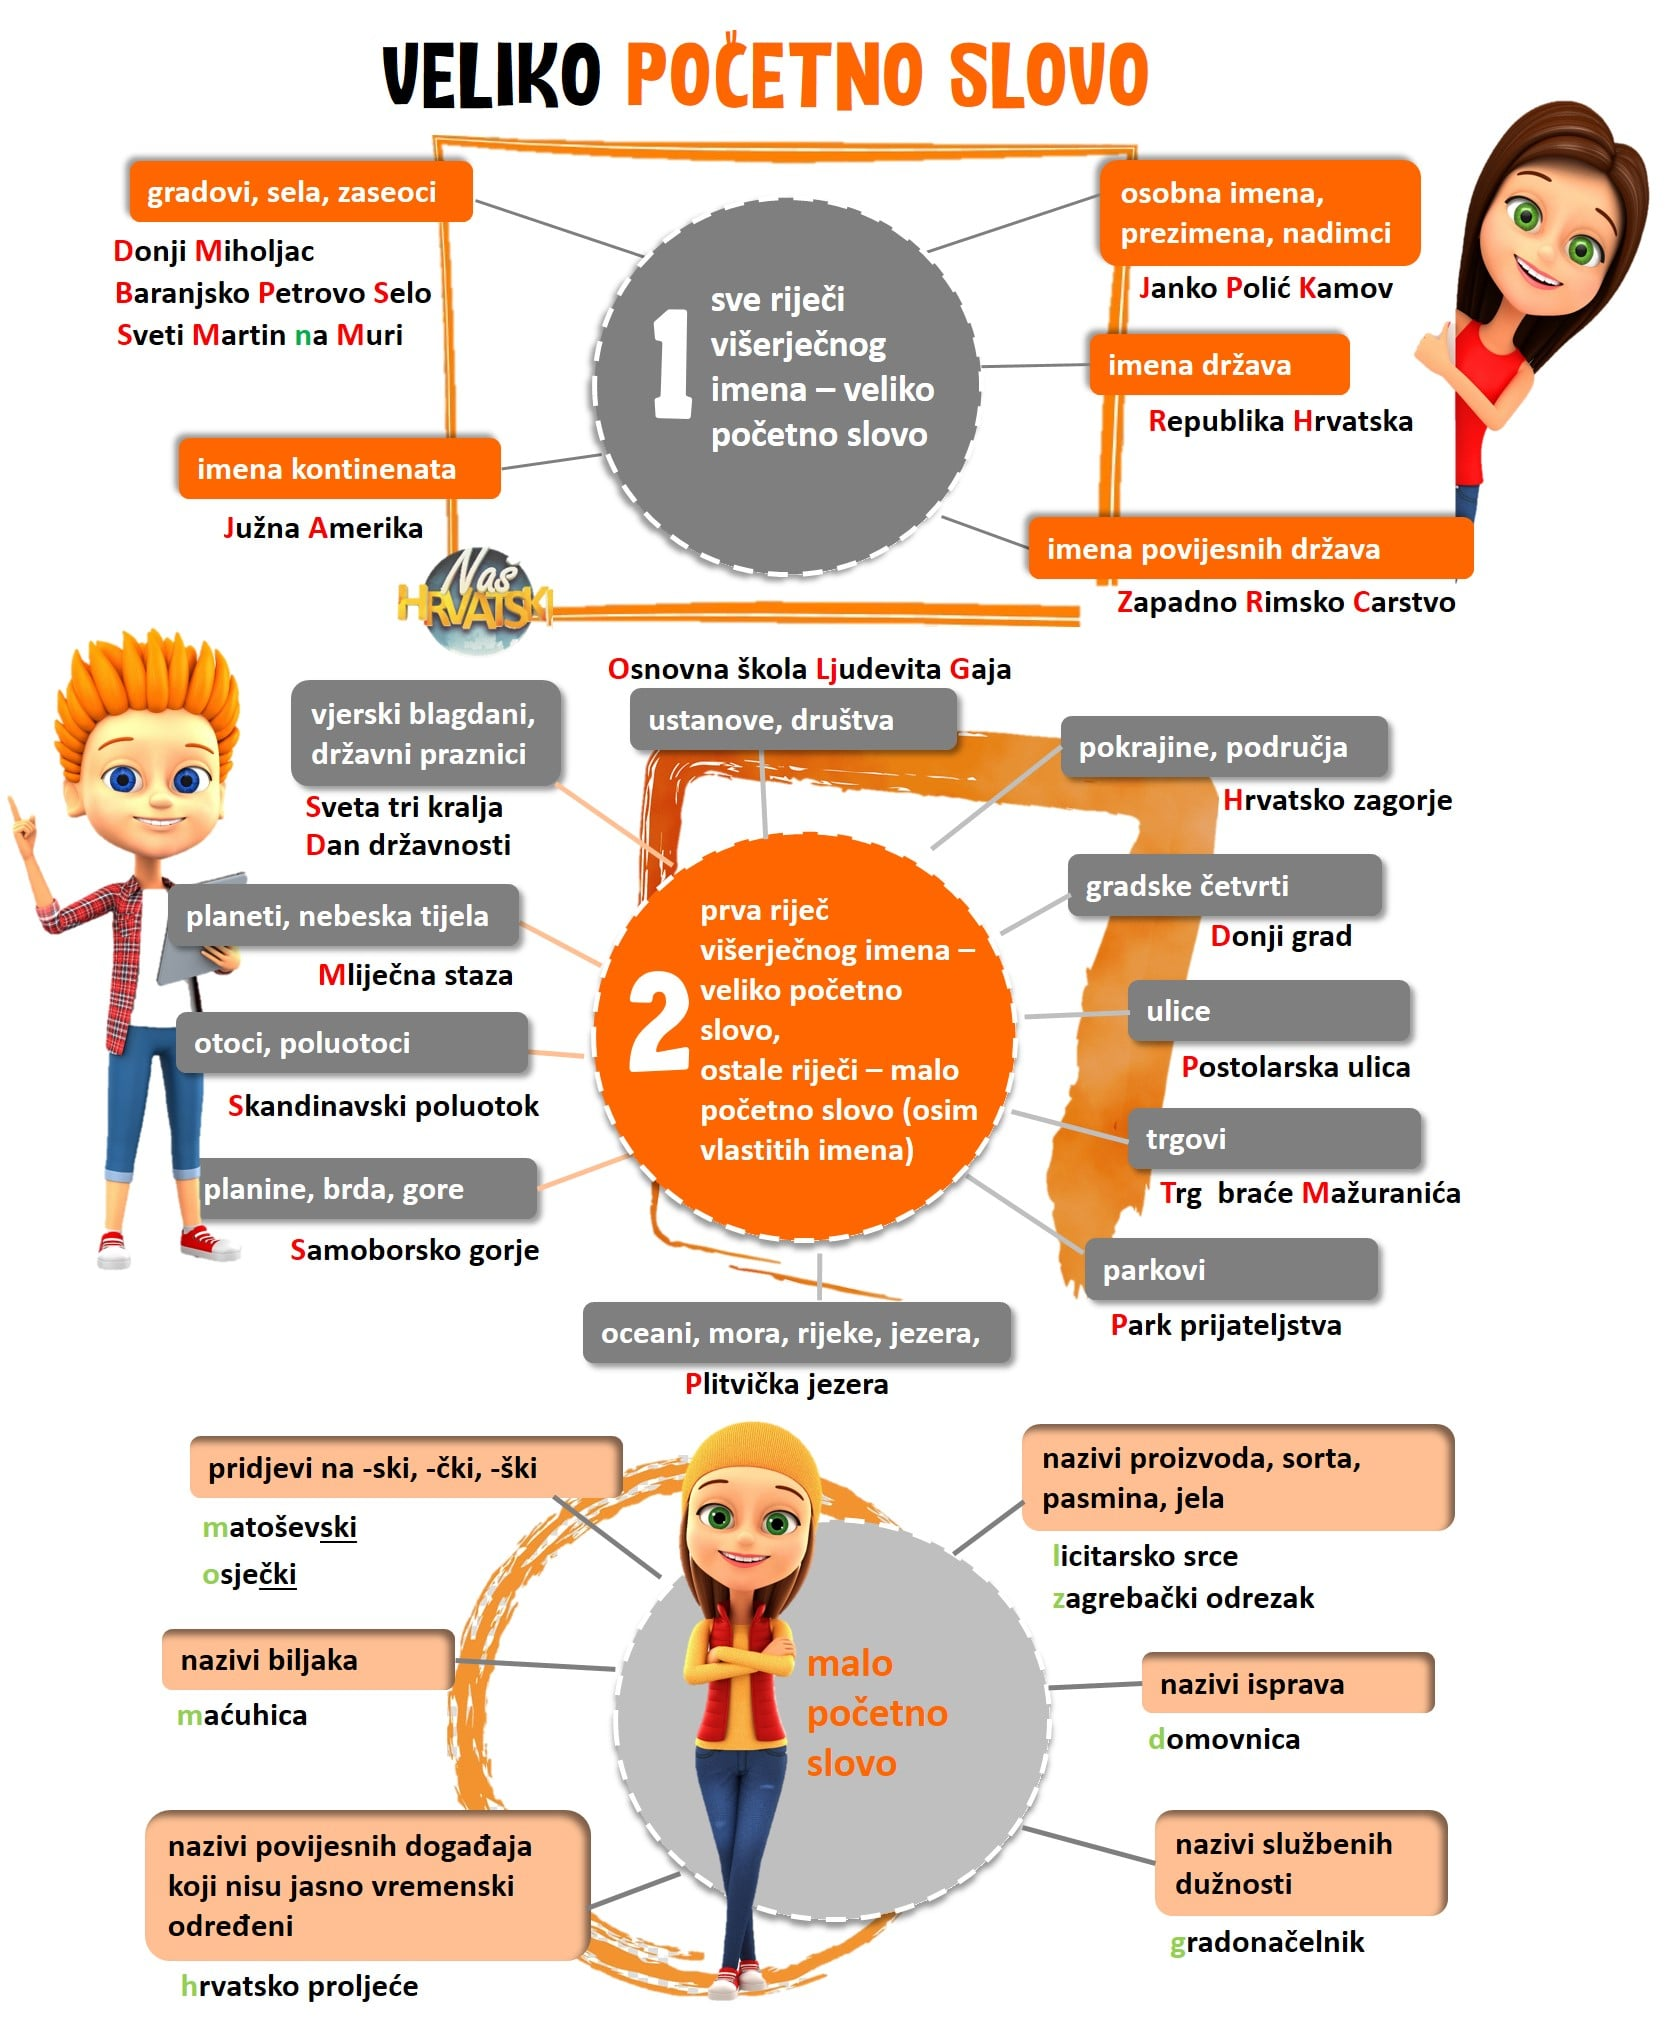 VELIKO POČETNO SLOVO
gradovi, sela, zaseoci
Donji Miholjac
Baranjsko Petrovo Selo
Sveti Martin na Muri
imena kontinenata
Južna Amerika
1
sve riječi
višerječnog
imena – veliko
početno slovo
osobna imena,
prezimena, nadimci
Janko Polić Kamov
imena država
Republika Hrvatska
imena povijesnih država
Zapadno Rimsko Carstvo
Naš
HRVATSKI
Osnovna škola Ljudevita Gaja
ustanove, društva
vjerski blagdani,
državni praznici
Sveta tri kralja
Dan državnosti
planeti, nebeska tijela
Mliječna staza
otoci, poluotoci
Skandinavski poluotok
planine, brda, gore
Samoborsko gorje
2
prva riječ
višerječnog imena –
veliko početno
slovo,
ostale riječi – malo
početno slovo (osim
vlastitih imena)
pokrajine, područja
Hrvatsko zagorje
gradske četvrti
Donji grad
ulice
Postolarska ulica
trgovi
Trg braće Mažuranića
parkovi
Park prijateljstva
oceani, mora, rijeke, jezera,
Plitvička jezera
pridjevi na -ski, -čki, -ški
matoševski
osječki
nazivi biljaka
maćuhica
nazivi povijesnih događaja
koji nisu jasno vremenski
određeni
hrvatsko proljeće
malo
početno
slovo
nazivi proizvoda, sorta,
pasmina, jela
licitarsko srce
zagrebački odrezak
nazivi isprava
domovnica
nazivi službenih
dužnosti
gradonačelnik